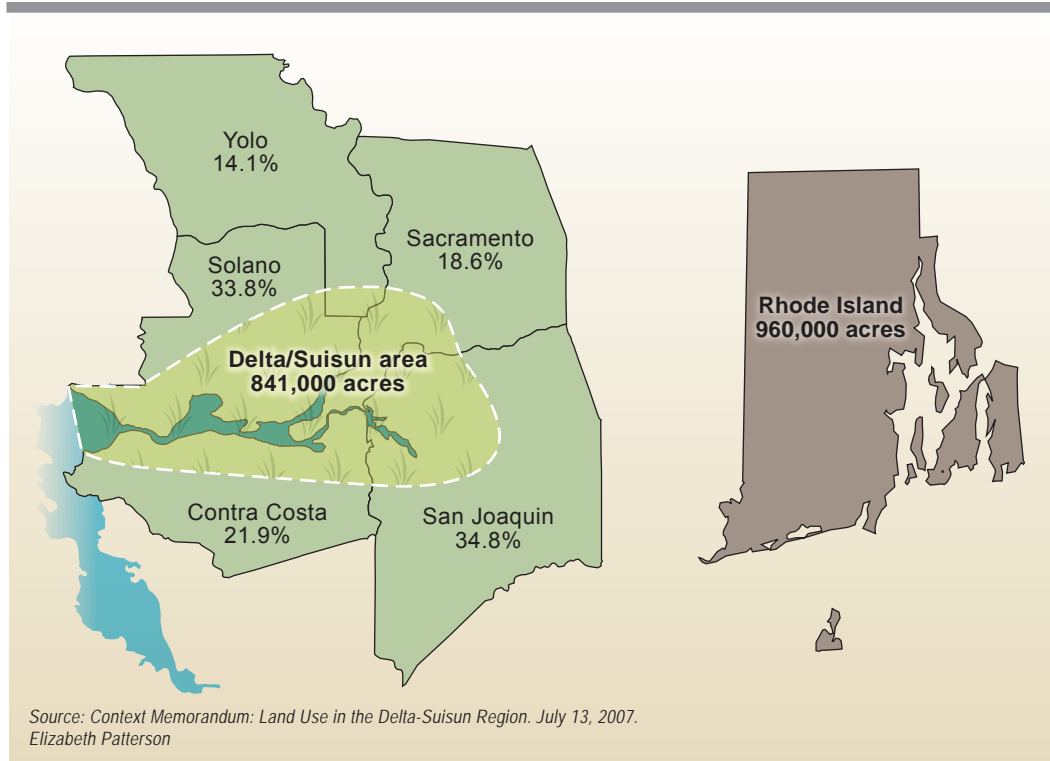 Yolo
14.1%
Sacramento
18.6%
Solano
33.8%
Delta/Suisun area
841,000 acres
Contra Costa
21.9%
San Joaquin
34.8%
Rhode Island
960,000 acres
Source: Context Memorandum: Land Use in the Delta-Suisun Region. July 13, 2007.
Elizabeth Patterson